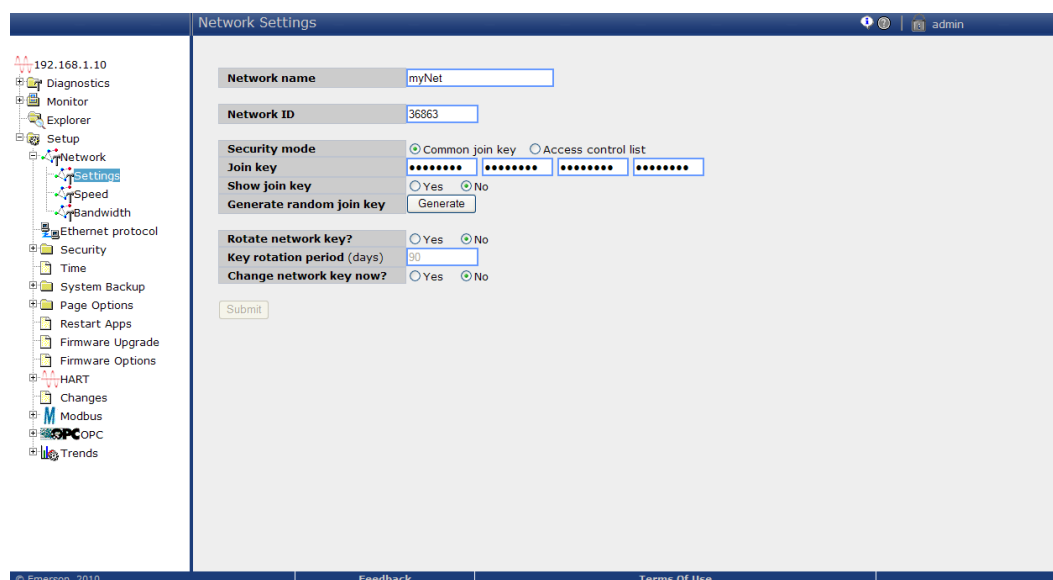 Network Settings
admin
192.168.1.10
Diagnostics
Monitor
Explorer
Setup
Network
Settings
Speed
Bandwidth
Ethernet protocol
Security
Time
System Backup
Page Options
Restart Apps
Firmware Upgrade
Firmware Options
HART
Changes
M Modbus
OPC OPC
Trends
Network name myNet
Network ID 36863
Security mode Common join key Access control list
Join key •••••••• •••••••• •••••••• ••••••••
Show join key Yes No
Generate random join key Generate
Rotate network key? Yes No
Key rotation period (days) 90
Change network key now? Yes No
Submit
© Emerson, 2010 Feedback Terms Of Use